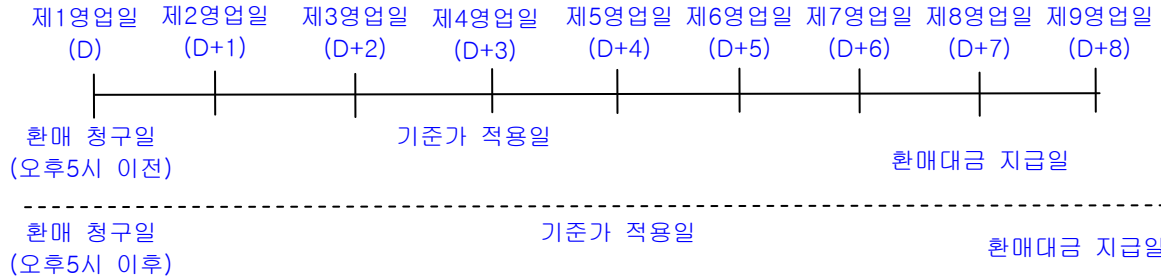 제1영업일 제2영업일 제3영업일 제4영업일 제5영업일 제6영업일 제7영업일 제8영업일 제9영업일
(D) (D+1) (D+2) (D+3) (D+4) (D+5) (D+6) (D+7) (D+8)
환매 청구일 기준가 적용일
(오후5시 이전) 환매대금 지급일
환매 청구일 기준가 적용일
(오후5시 이후) 환매대금 지급일